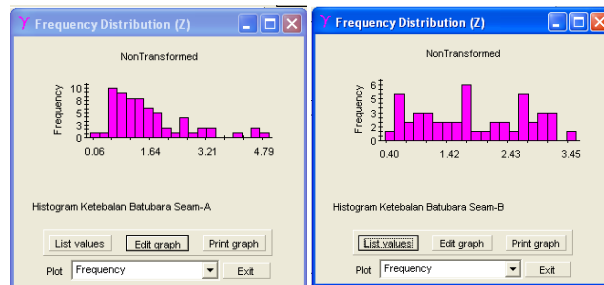 Frequency Distribution (Z)
NonTransformed
Frequency
10
8
5
3
0
0.06 1.64 3.21 4.79
Histogram Ketebalan Batubara Seam-A
List values Edit graph Print graph
Plot Frequency Exit
Frequency Distribution (Z)
NonTransformed
Frequency
6
5
3
2
0
0.40 1.42 2.43 3.45
Histogram Ketebalan Batubara Seam-B
List values Edit graph Print graph
Plot Frequency Exit